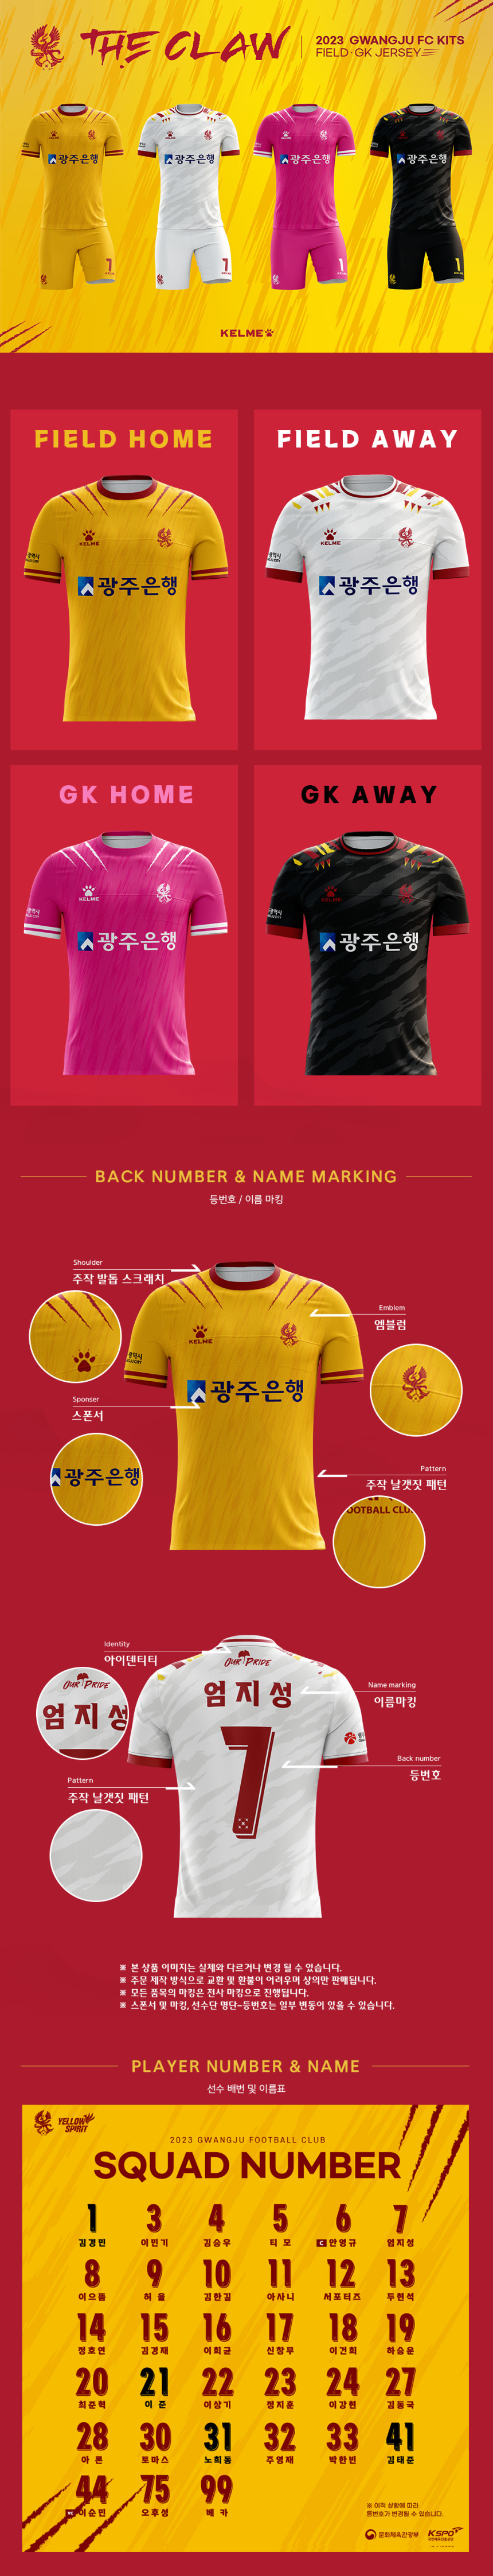 THE CLAW
2023 GWANGJU FC KITS
FIELD · GK JERSEY
광주은행
광주은행
광주은행
광주은행
1
1
1
1
KELME
FIELD HOME
FIELD AWAY
KELME
광주은행
KELME
광주은행
GK HOME
GK AWAY
KELME
광주은행
KELME
광주은행
BACK NUMBER & NAME MARKING
등번호 / 이름 마킹
Shoulder
주작 발톱 스크래치
Emblem
엠블럼
KELME
광주은행
Sponser
스폰서
광주은행
Pattern
주작 날갯짓 패턴
OOTBALL CLU
Identity
아이덴티티
OUR PRIDE
엄지성
7
OUR PRIDE
엄지성
Name marking
이름마킹
Back number
등번호
Pattern
주작 날갯짓 패턴
※ 본 상품 이미지는 실제와 다르거나 변경 될 수 있습니다.
※ 주문 제작 방식으로 교환 및 환불이 어려우며 상의만 판매됩니다.
※ 모든 품목의 마킹은 전사 마킹으로 진행됩니다.
※ 스폰서 및 마킹, 선수단 명단-등번호는 일부 변동이 있을 수 있습니다.
PLAYER NUMBER & NAME
선수 배번 및 이름표
YELLOW SPIRIT
2023 GWANGJU FOOTBALL CLUB
SQUAD NUMBER
1 3 4 5 6 7
김경민 이민기 김승우 티모 C 안영규 엄지성
8 9 10 11 12 13
이으뜸 허율 김한길 아사니 서포터즈 두현석
14 15 16 17 18 19
정호연 김경재 이희균 신창무 이건희 하승운
20 21 22 23 24 27
최준혁 이준 이상기 정지훈 이강현 김동국
28 30 31 32 33 41
아론 토마스 노희동 주영재 박한빈 김태준
44 75 99
이순민 오후성 베카
※ 이적 상황에 따라
등번호가 변경될 수 있습니다.
문화체육관광부
KSPO
국민체육진흥공단